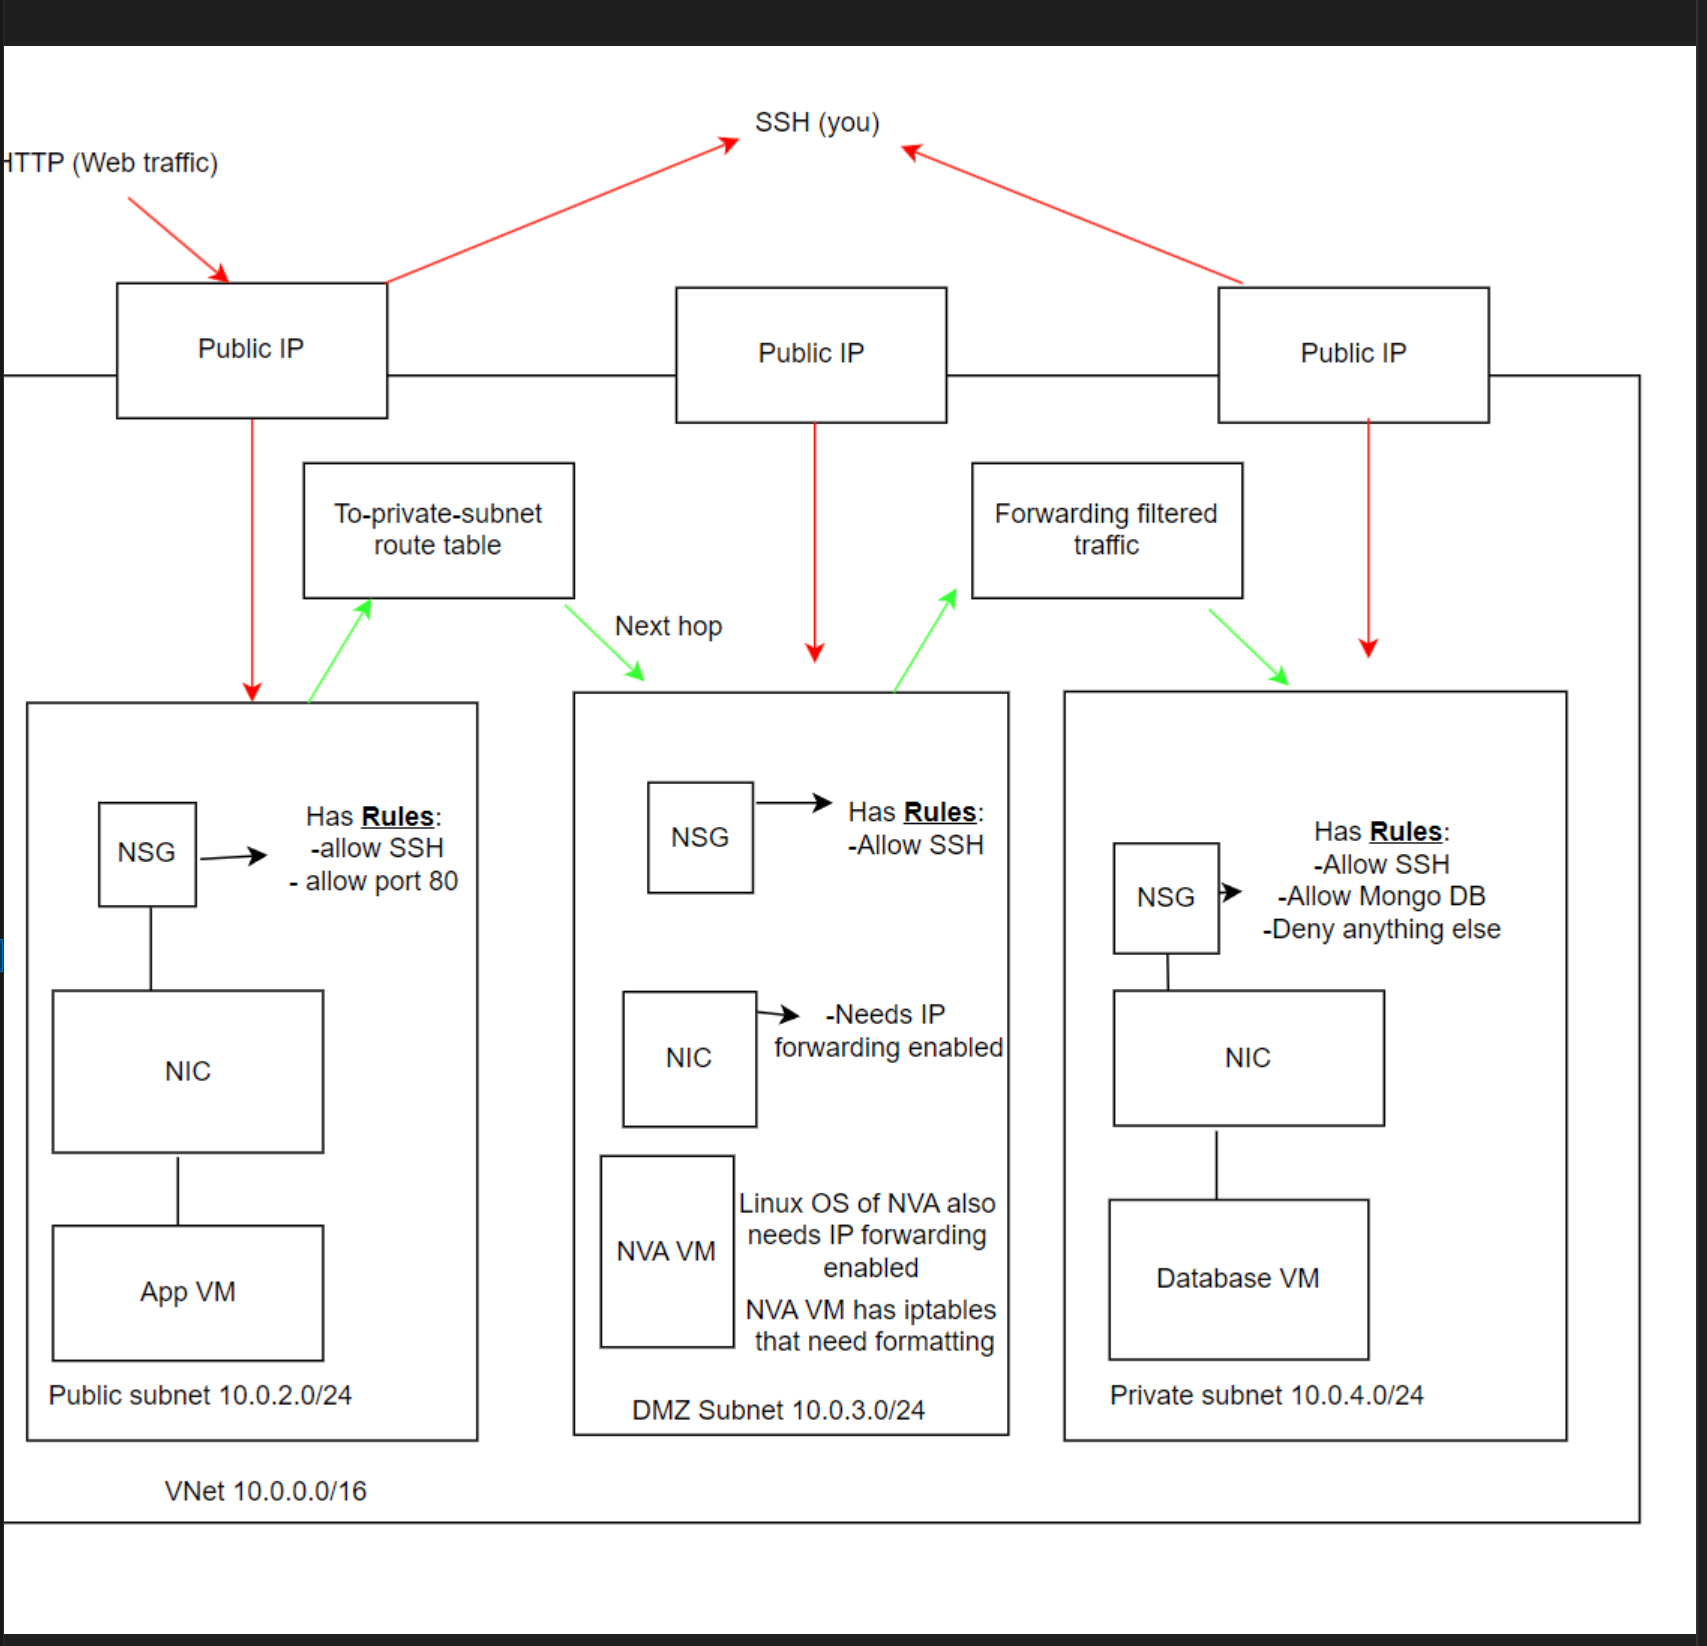 SSH (you)
HTTP (Web traffic)
Public IP
Public IP
Public IP
To-private-subnet
route table
Forwarding filtered
traffic
Next hop
NSG
Has Rules:
-allow SSH
- allow port 80
NIC
App VM
Public subnet 10.0.2.0/24
NSG
Has Rules:
-Allow SSH
NIC
-Needs IP
forwarding enabled
NVA VM
Linux OS of NVA also
needs IP forwarding
enabled
NVA VM has iptables
that need formatting
DMZ Subnet 10.0.3.0/24
NSG
Has Rules:
-Allow SSH
-Allow Mongo DB
-Deny anything else
NIC
Database VM
Private subnet 10.0.4.0/24
VNet 10.0.0.0/16